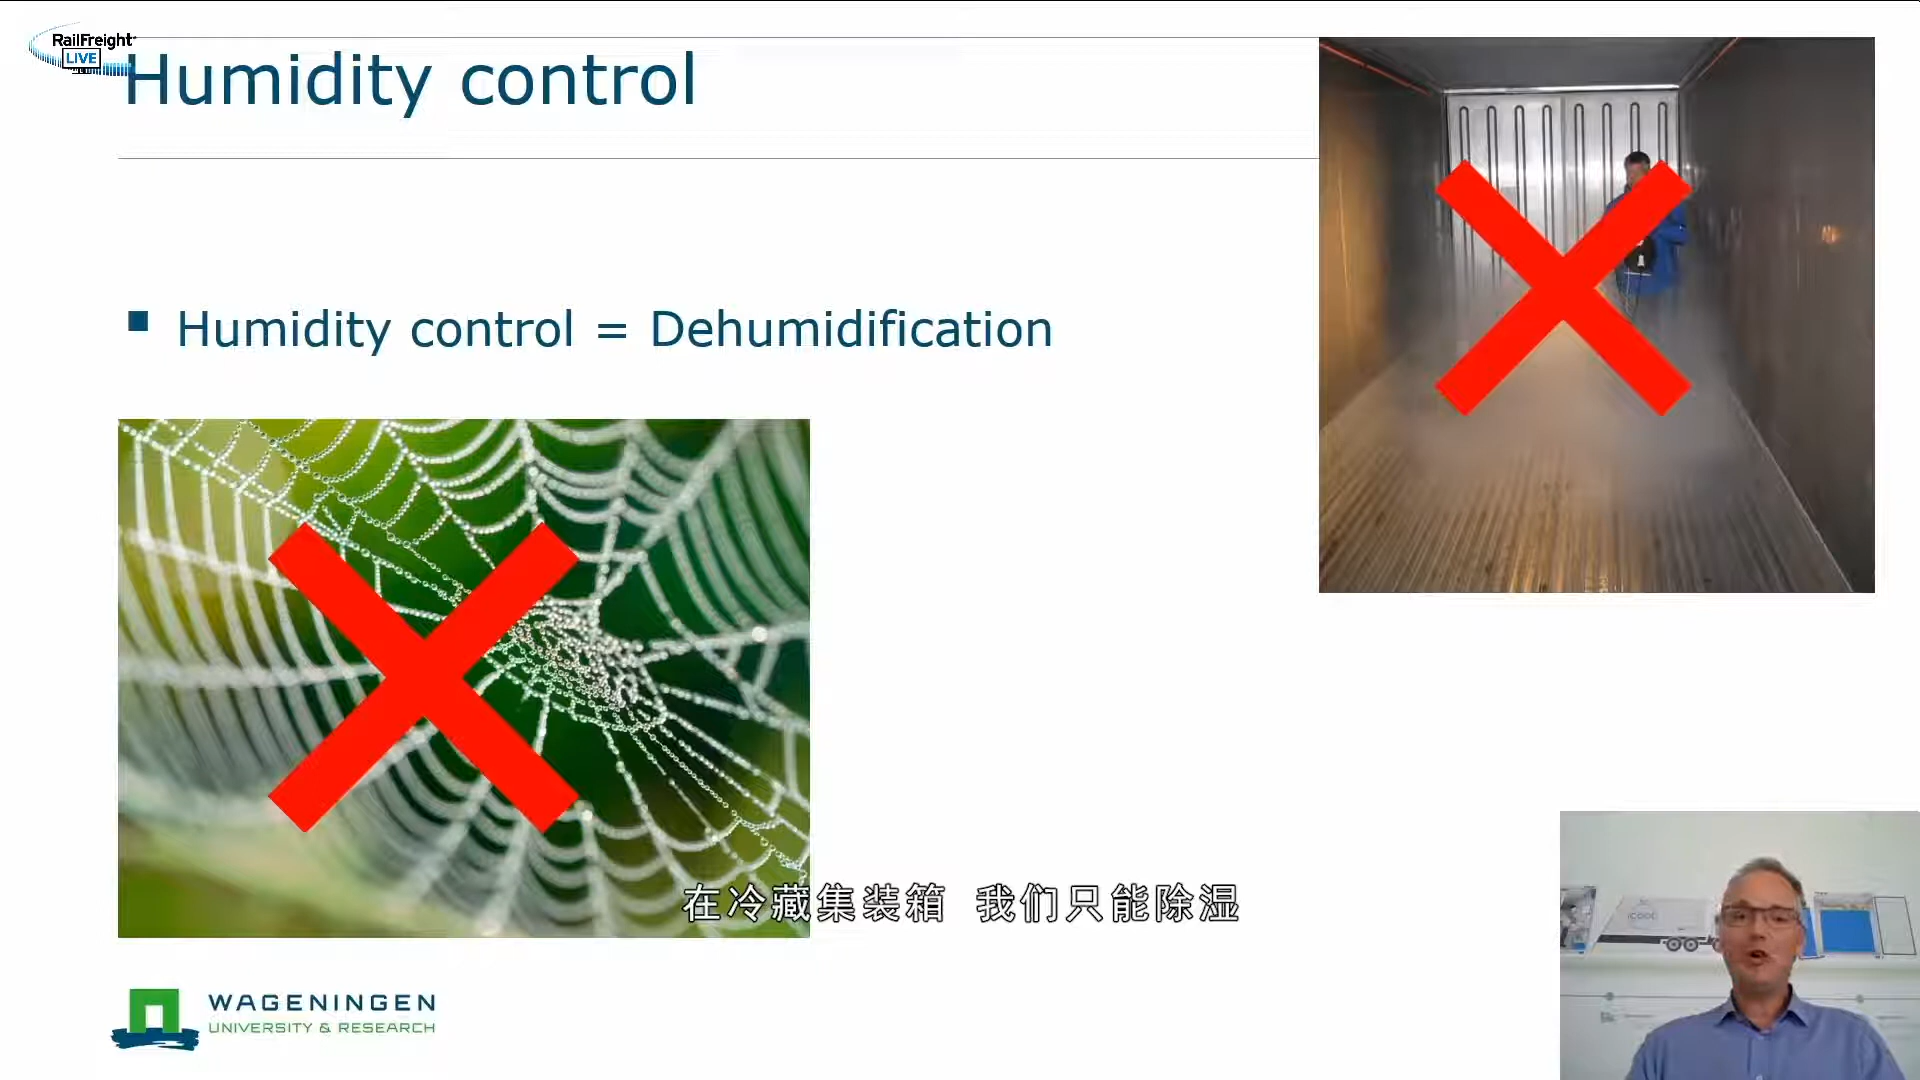 RailFreight
LIVE
Humidity control
Humidity control = Dehumidification
在冷藏集装箱 我们只能除湿
WAGENINGEN
UNIVERSITY & RESEARCH